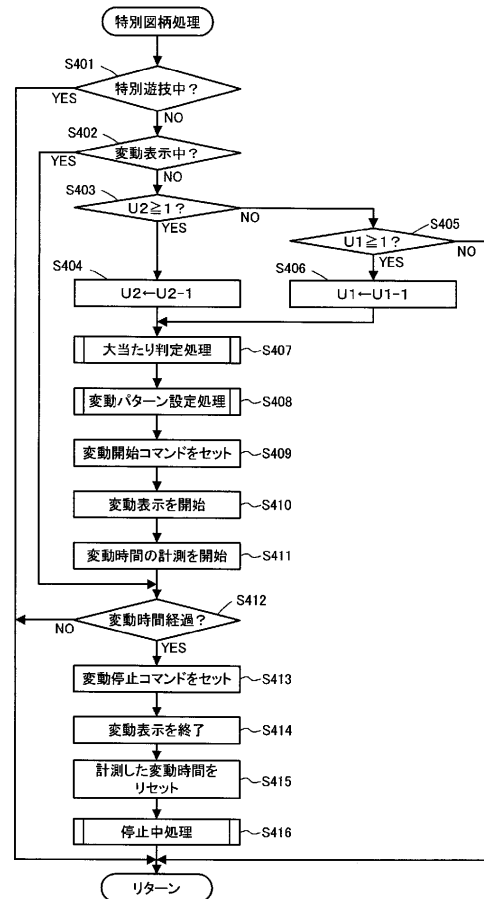 特別図柄処理
S401
特別遊技中？
YES
NO
S402
変動表示中？
YES
NO
S403
U2≧1？
NO
YES
S405
U1≧1？
NO
YES
S404
U2←U2-1
S406
U1←U1-1
大当たり判定処理
S407
変動パターン設定処理
S408
変動開始コマンドをセット
S409
変動表示を開始
S410
変動時間の計測を開始
S411
S412
変動時間経過？
NO
YES
変動停止コマンドをセット
S413
変動表示を終了
S414
計測した変動時間を
リセット
S415
停止中処理
S416
リターン